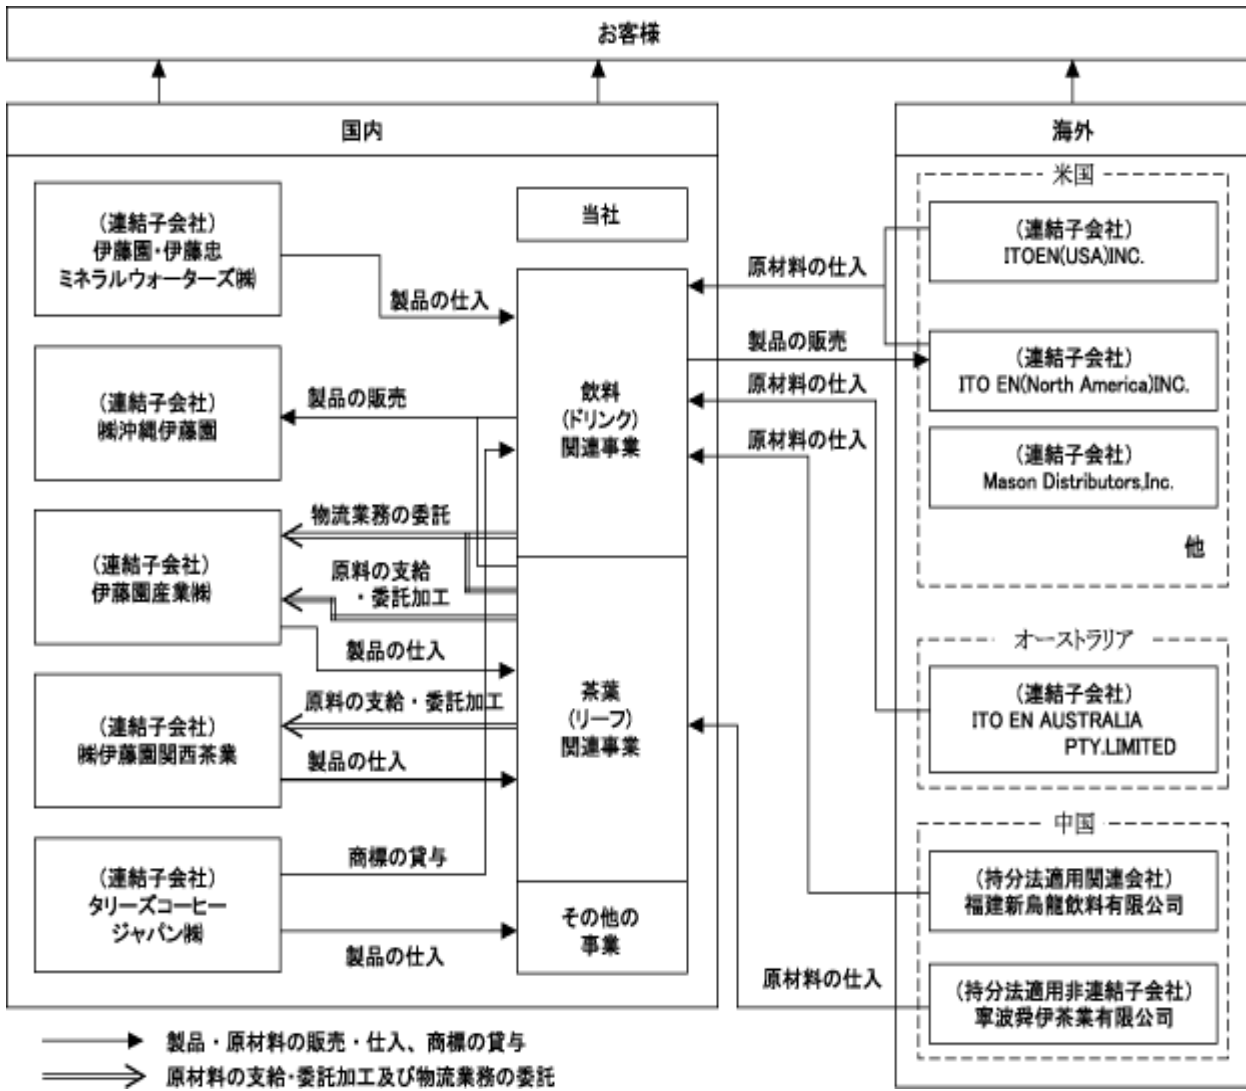 お客様
国内
(連結子会社)
伊藤園・伊藤忠
ミネラルウォーターズ㈱
製品の仕入
(連結子会社)
㈱沖縄伊藤園
製品の販売
(連結子会社)
伊藤園産業㈱
物流業務の委託
原料の支給
・委託加工
製品の仕入
(連結子会社)
㈱伊藤園関西茶業
原料の支給・委託加工
製品の仕入
(連結子会社)
タリーズコーヒー
ジャパン㈱
商標の貸与
製品の仕入
当社
飲料
(ドリンク)
関連事業
茶葉
(リーフ)
関連事業
その他の
事業
原材料の仕入
製品の販売
原材料の仕入
原材料の仕入
原材料の仕入
海外
米国
(連結子会社)
ITOEN(USA)INC.
(連結子会社)
ITO EN(North America)INC.
(連結子会社)
Mason Distributors,Inc.
他
オーストラリア
(連結子会社)
ITO EN AUSTRALIA
PTY.LIMITED
中国
(持分法適用関連会社)
福建新烏龍飲料有限公司
(持分法適用非連結子会社)
寧波舜伊茶業有限公司
製品・原材料の販売・仕入、商標の貸与
原材料の支給・委託加工及び物流業務の委託